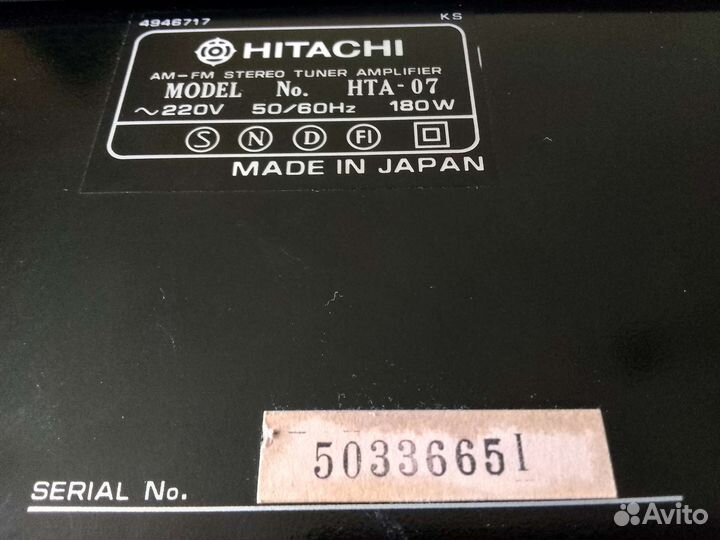 4946717 KS
HITACHI
AM-FM STEREO TUNER AMPLIFIER
MODEL No. HTA-07
~220V 50/60Hz 180W
S N D FI
MADE IN JAPAN
5033665I
SERIAL No.
Avito